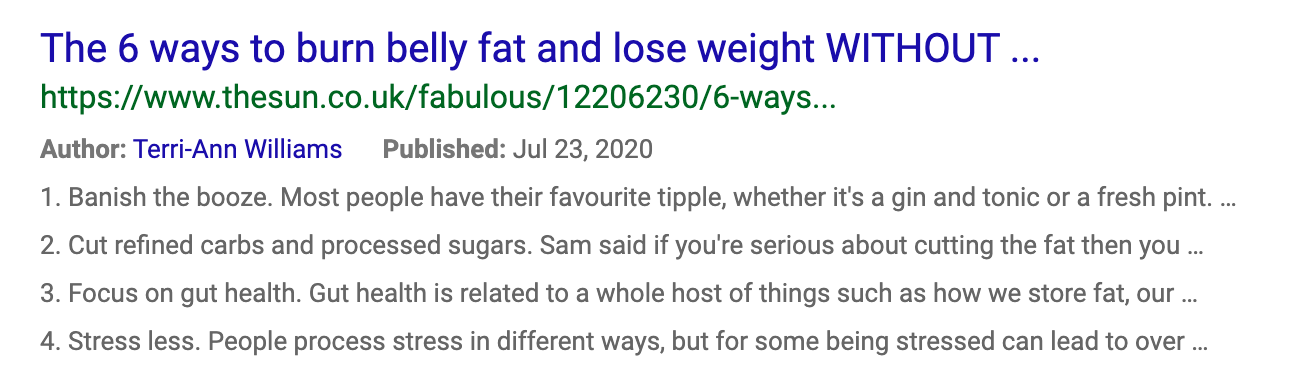 The 6 ways to burn belly fat and lose weight WITHOUT ...
https://www.thesun.co.uk/fabulous/12206230/6-ways...
Author: Terri-Ann Williams Published: Jul 23, 2020
1. Banish the booze. Most people have their favourite tipple, whether it's a gin and tonic or a fresh pint. ...
2. Cut refined carbs and processed sugars. Sam said if you're serious about cutting the fat then you ...
3. Focus on gut health. Gut health is related to a whole host of things such as how we store fat, our ...
4. Stress less. People process stress in different ways, but for some being stressed can lead to over ...